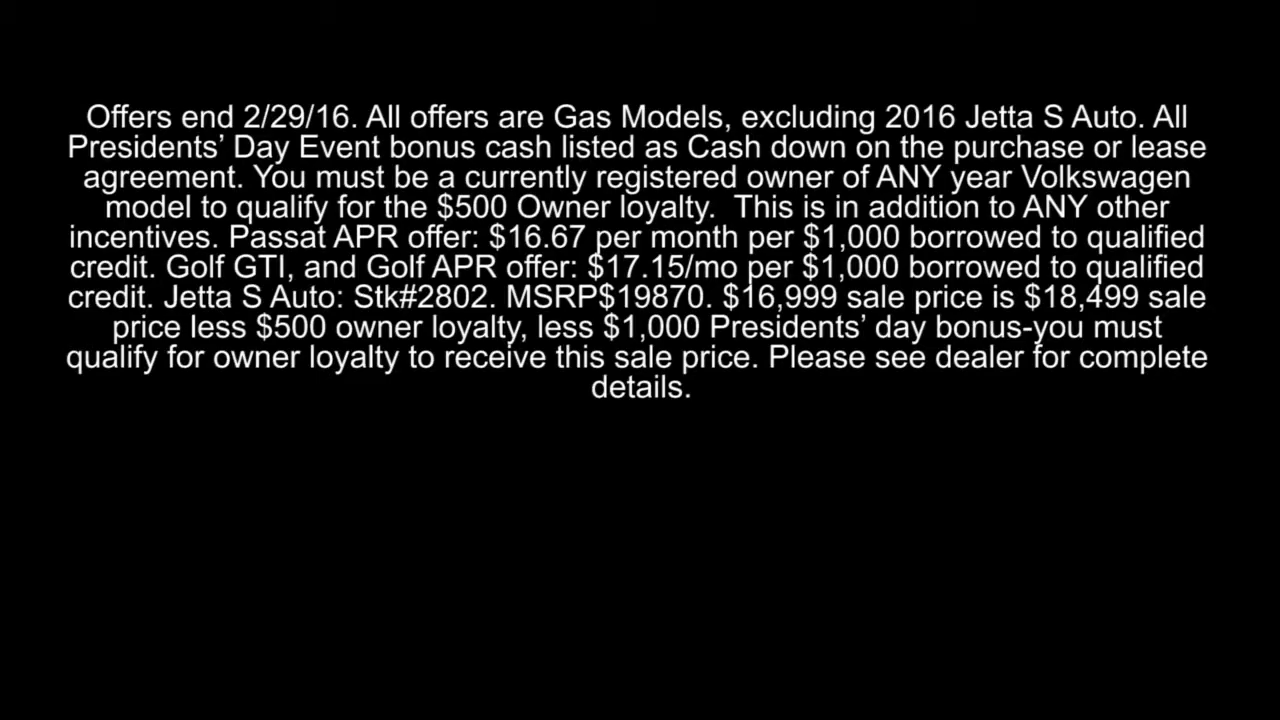 Offers end 2/29/16. All offers are Gas Models, excluding 2016 Jetta S Auto. All
Presidents’ Day Event bonus cash listed as Cash down on the purchase or lease
agreement. You must be a currently registered owner of ANY year Volkswagen
model to qualify for the $500 Owner loyalty.  This is in addition to ANY other
incentives. Passat APR offer: $16.67 per month per $1,000 borrowed to qualified
credit. Golf GTI, and Golf APR offer: $17.15/mo per $1,000 borrowed to qualified
credit. Jetta S Auto: Stk#2802. MSRP$19870. $16,999 sale price is $18,499 sale
price less $500 owner loyalty, less $1,000 Presidents’ day bonus-you must
qualify for owner loyalty to receive this sale price. Please see dealer for complete
details.